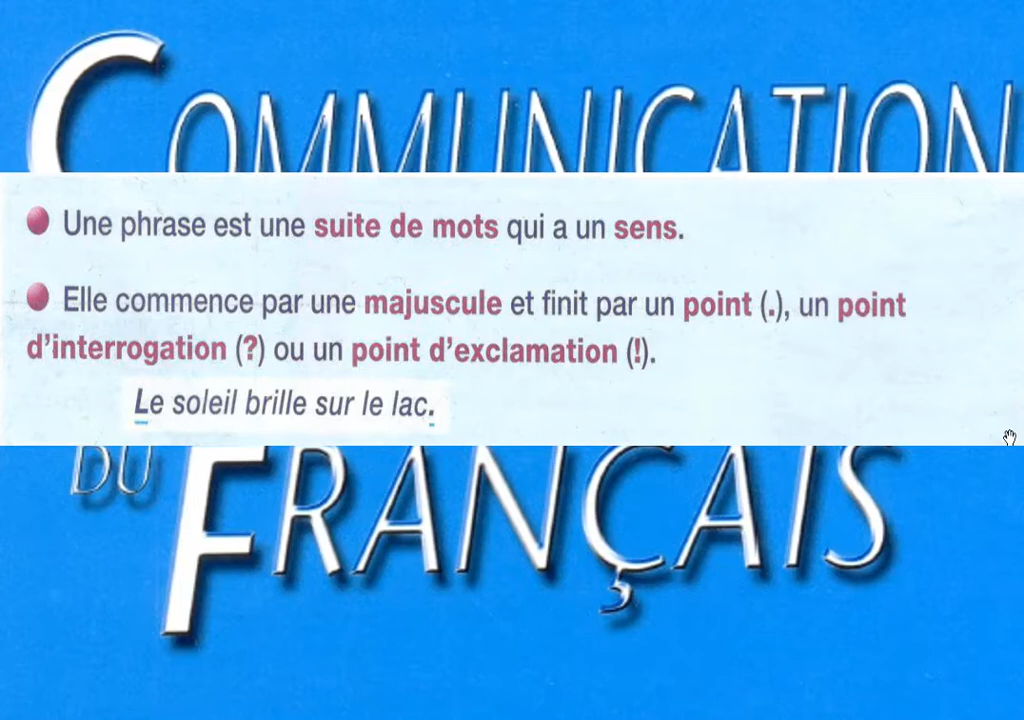 COMMUNICATION
Une phrase est une suite de mots qui a un sens.
Elle commence par une majuscule et finit par un point (.), un point
d'interrogation (?) ou un point d'exclamation (!).
Le soleil brille sur le lac.
DU
FRANÇAIS